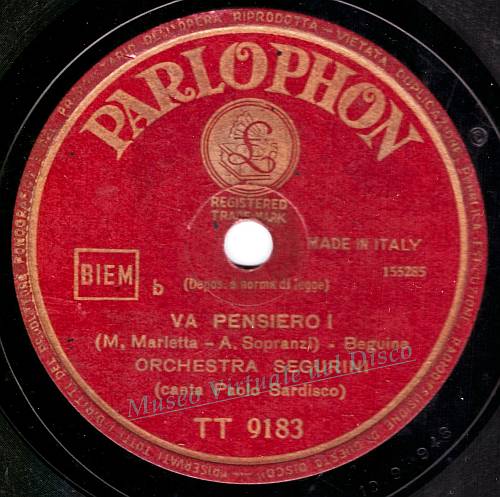 PARLOPHON
£
REGISTERED
TRADE MARK
MADE IN ITALY
155285
BIEM
b
(Depos. a norma di legge)
VA PENSIERO!
(M. Marletta - A. Sopranzi) - Beguine
ORCHESTRA SEGURINI
(canta Pablo Sardisco)
Museo Virtuale del Disco
TT 9183